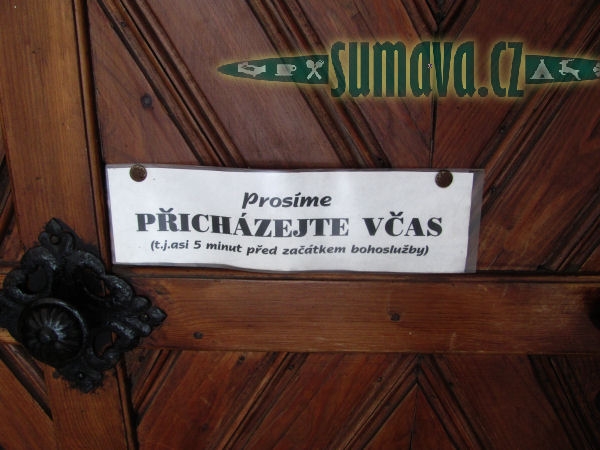 sumava.cz
Prosíme
PŘICHÁZEJTE VČAS
(t.j.asi 5 minut před začátkem bohoslužby)